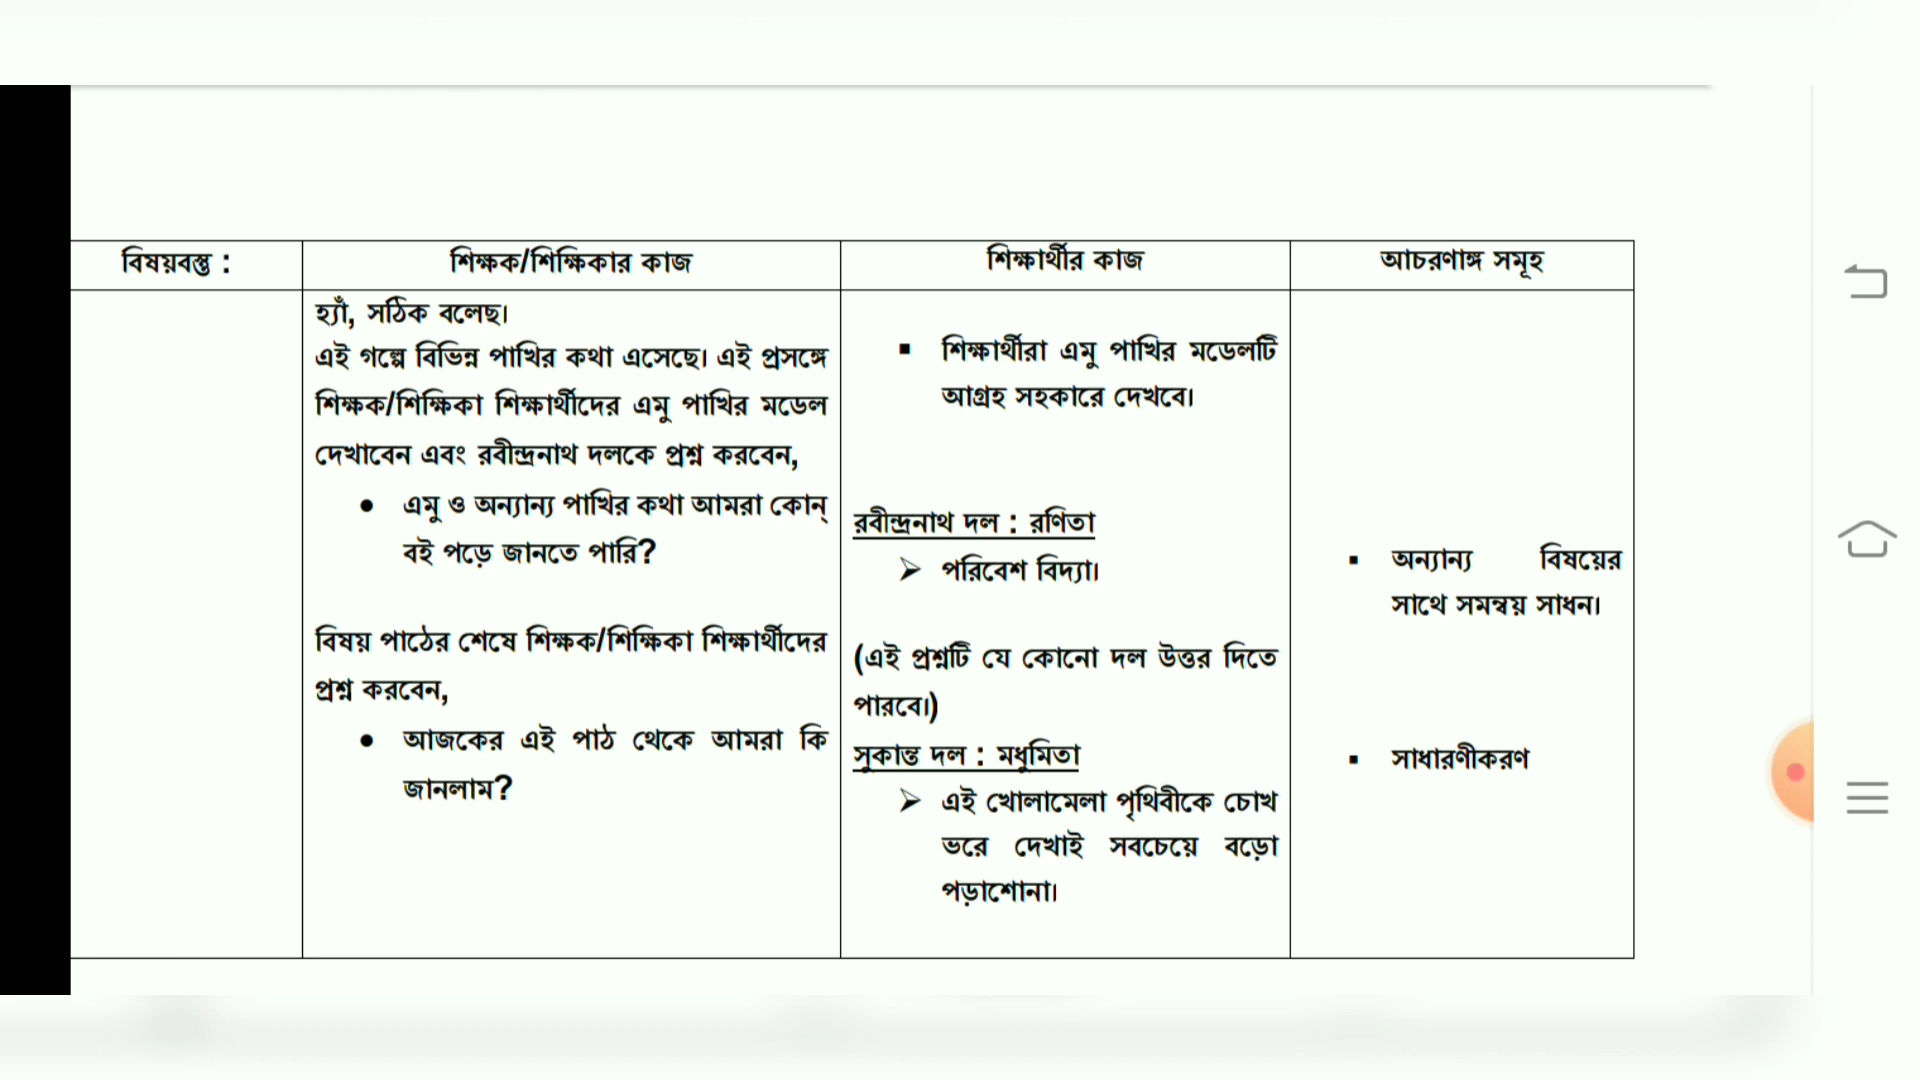 বিষয়বস্তু :
শিক্ষক/শিক্ষিকার কাজ
শিক্ষার্থীর কাজ
আচরণাঙ্গ সমূহ
হ্যাঁ, সঠিক বলেছ।
এই গল্পে বিভিন্ন পাখির কথা এসেছে। এই প্রসঙ্গে
শিক্ষক/শিক্ষিকা শিক্ষার্থীদের এমু পাখির মডেল
দেখাবেন এবং রবীন্দ্রনাথ দলকে প্রশ্ন করবেন,
● এমু ও অন্যান্য পাখির কথা আমরা কোন্
বই পড়ে জানতে পারি?
বিষয় পাঠের শেষে শিক্ষক/শিক্ষিকা শিক্ষার্থীদের
প্রশ্ন করবেন,
● আজকের এই পাঠ থেকে আমরা কি
জানলাম?
▪ শিক্ষার্থীরা এমু পাখির মডেলটি
আগ্রহ সহকারে দেখবে।
রবীন্দ্রনাথ দল : রণিতা
➢ পরিবেশ বিদ্যা।
(এই প্রশ্নটি যে কোনো দল উত্তর দিতে
পারবে।)
সুকান্ত দল : মধুমিতা
➢ এই খোলামেলা পৃথিবীকে চোখ
ভরে দেখাই সবচেয়ে বড়ো
পড়াশোনা।
▪ অন্যান্য বিষয়ের
সাথে সমন্বয় সাধন।
▪ সাধারণীকরণ